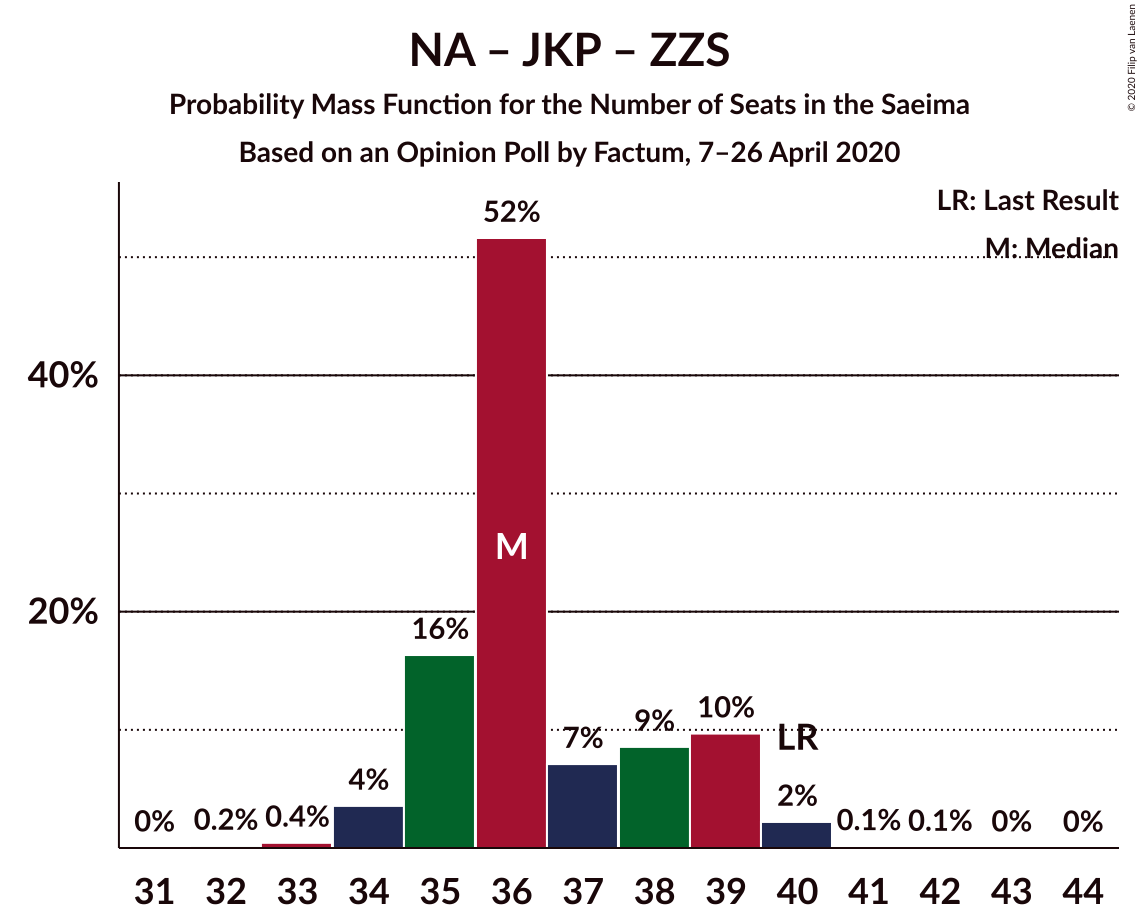 NA – JKP – ZZS
Probability Mass Function for the Number of Seats in the Saeima
Based on an Opinion Poll by Factum, 7–26 April 2020
© 2020 Filip van Laenen
LR: Last Result
M: Median
52%
40%
M
20%
16%
10%
9%
7%
LR
4%
2%
0% 0.2% 0.4% 0.1% 0.1% 0% 0%
31 32 33 34 35 36 37 38 39 40 41 42 43 44